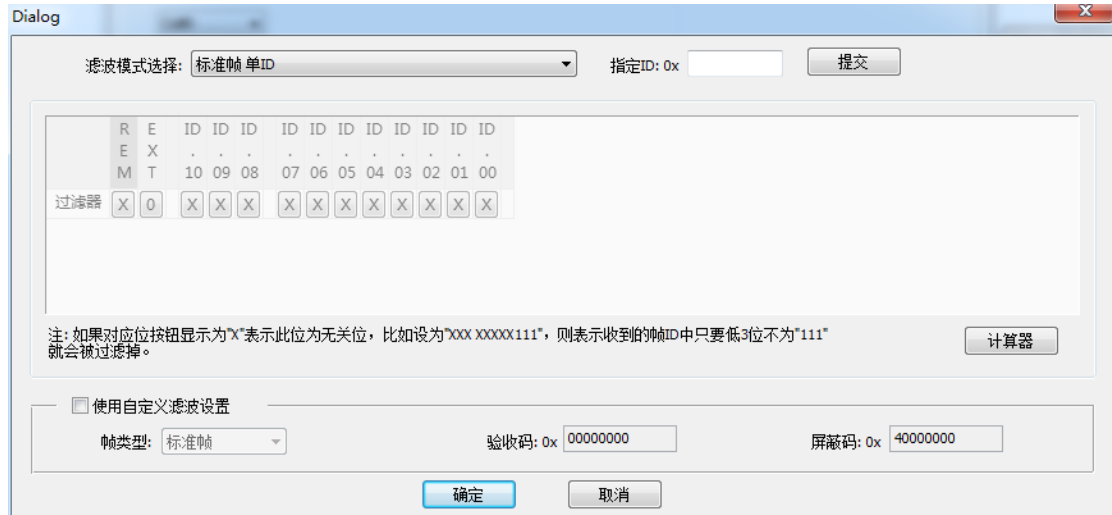 Dialog
滤波模式选择: 标准帧 单ID 指定ID: 0x 提交
R E ID ID ID ID ID ID ID ID ID ID ID
E X . . . . . . . . . . .
M T 10 09 08 07 06 05 04 03 02 01 00
过滤器 X 0 X X X X X X X X X X X
注: 如果对应位按钮显示为"X"表示此位为无关位，比如设为"XXX XXXXX111"，则表示收到的帧ID中只要低3位不为"111"
就会被过滤掉。
计算器
使用自定义滤波设置
帧类型: 标准帧 验收码: 0x 00000000 屏蔽码: 0x 40000000
确定 取消